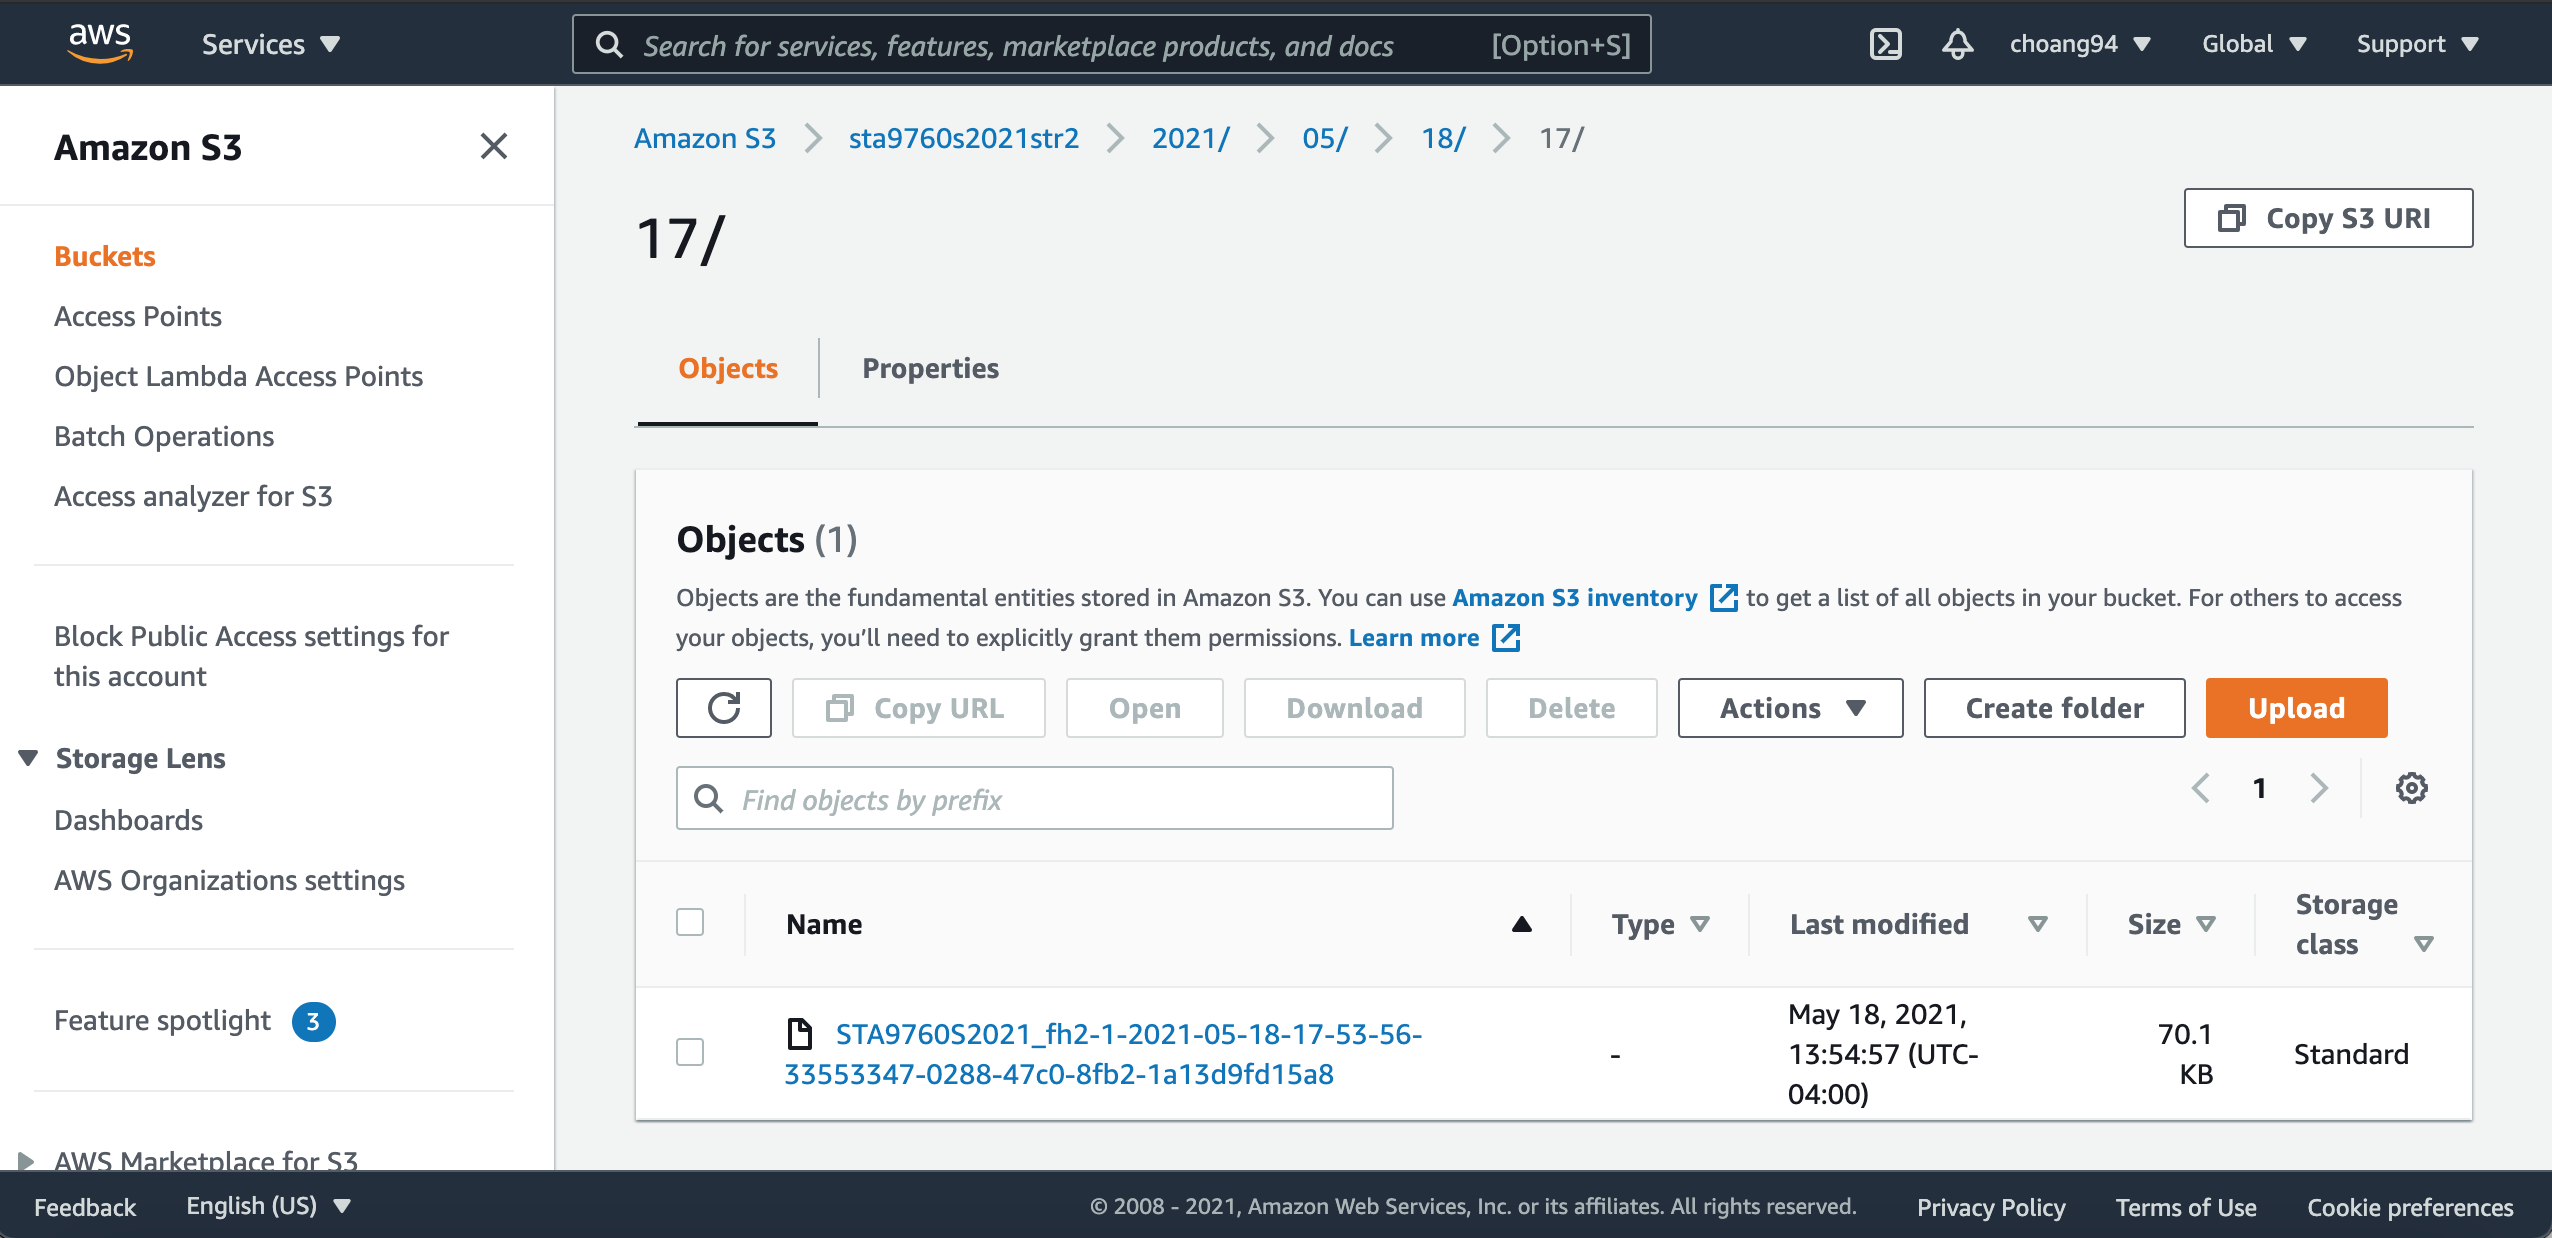 aws
Services
Search for services, features, marketplace products, and docs
[Option+S]
choang94
Global
Support
Amazon S3
Buckets
Access Points
Object Lambda Access Points
Batch Operations
Access analyzer for S3
Block Public Access settings for
this account
Storage Lens
Dashboards
AWS Organizations settings
Feature spotlight 3
AWS Marketplace for S3
Amazon S3
sta9760s2021str2
2021/
05/
18/
17/
17/
Copy S3 URI
Objects
Properties
Objects (1)
Objects are the fundamental entities stored in Amazon S3. You can use Amazon S3 inventory to get a list of all objects in your bucket. For others to access
your objects, you’ll need to explicitly grant them permissions. Learn more
Copy URL
Open
Download
Delete
Actions
Create folder
Upload
Find objects by prefix
1
Name
Type
Last modified
Size
Storage
class
STA9760S2021_fh2-1-2021-05-18-17-53-56-
33553347-0288-47c0-8fb2-1a13d9fd15a8
-
May 18, 2021,
13:54:57 (UTC-
04:00)
70.1
KB
Standard
Feedback
English (US)
© 2008 - 2021, Amazon Web Services, Inc. or its affiliates. All rights reserved.
Privacy Policy
Terms of Use
Cookie preferences